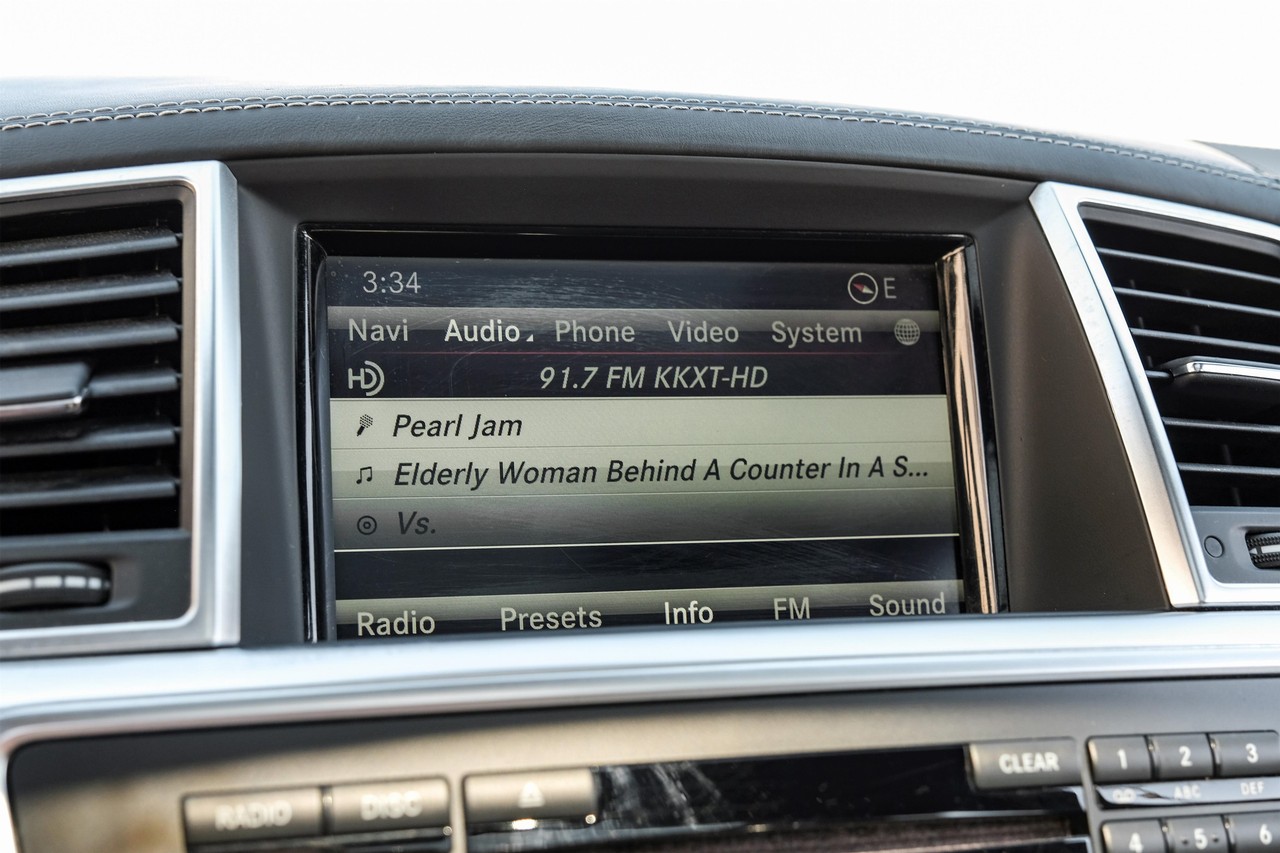 3:34 E
Navi Audio Phone Video System
HD 91.7 FM KKXT-HD
Pearl Jam
Elderly Woman Behind A Counter In A S...
Vs.
Radio Presets Info FM Sound
RADIO DISC CLEAR 1 2 3
ABC DEF
4 5 6